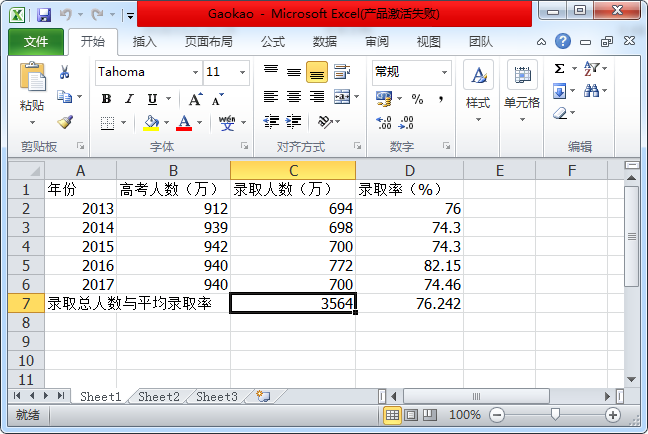 Gaokao - Microsoft Excel(产品激活失败)
文件 开始 插入 页面布局 公式 数据 审阅 视图 团队
Tahoma 11 常规 Σ
粘贴 B I U A A % , 样式 单元格
A wén 文 .0 .00 .00 .0
剪贴板 字体 对齐方式 数字 编辑
A B C D E F
1 年份 高考人数（万） 录取人数（万） 录取率（%）
2 2013 912 694 76
3 2014 939 698 74.3
4 2015 942 700 74.3
5 2016 940 772 82.15
6 2017 940 700 74.46
7 录取总人数与平均录取率 3564 76.242
8
9
10
11
Sheet1 Sheet2 Sheet3
就绪 100%